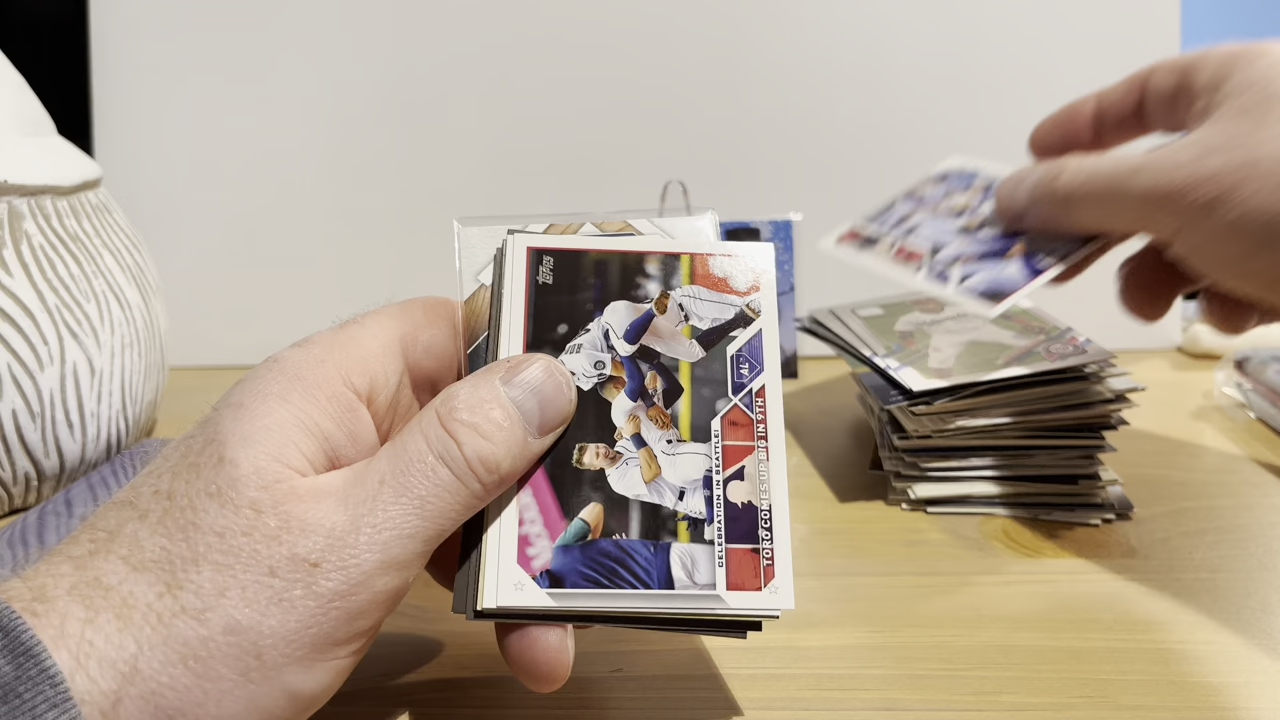 Topps
AL
CELEBRATION IN SEATTLE!
TORO COMES UP BIG IN 9TH